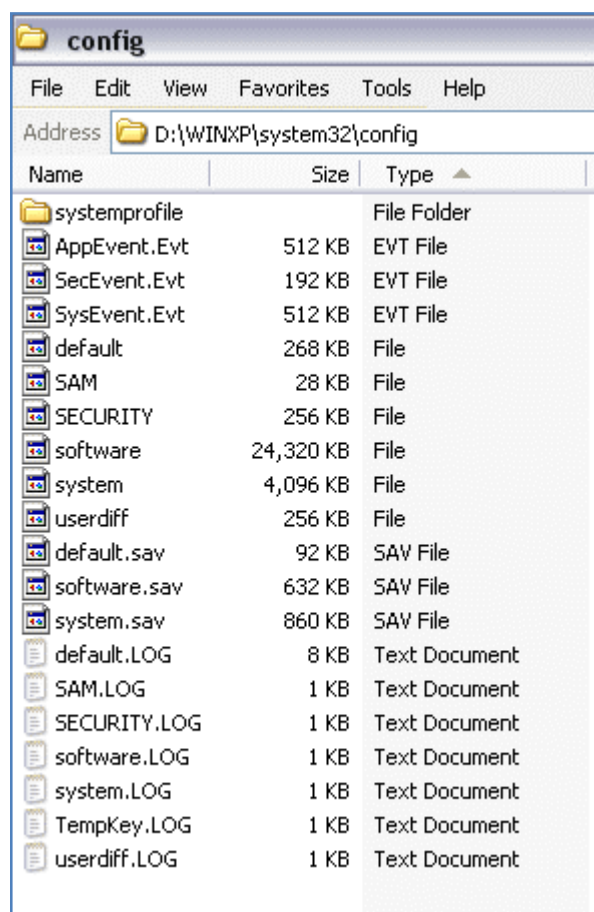 config
File Edit View Favorites Tools Help
Address D:\WINXP\system32\config
Name Size Type
systemprofile File Folder
AppEvent.Evt 512 KB EVT File
SecEvent.Evt 192 KB EVT File
SysEvent.Evt 512 KB EVT File
default 268 KB File
SAM 28 KB File
SECURITY 256 KB File
software 24,320 KB File
system 4,096 KB File
userdiff 256 KB File
default.sav 92 KB SAV File
software.sav 632 KB SAV File
system.sav 860 KB SAV File
default.LOG 8 KB Text Document
SAM.LOG 1 KB Text Document
SECURITY.LOG 1 KB Text Document
software.LOG 1 KB Text Document
system.LOG 1 KB Text Document
TempKey.LOG 1 KB Text Document
userdiff.LOG 1 KB Text Document